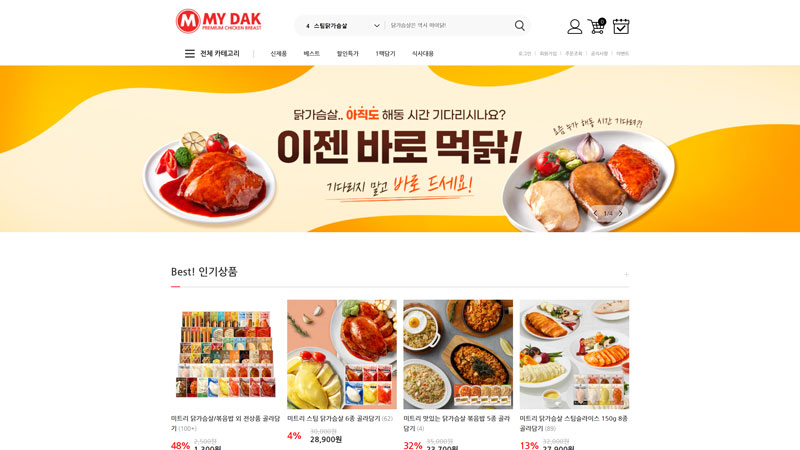 MY DAK
PREMIUM CHICKEN BREAST
4 스팀닭가슴살
닭가슴살은 역시 마이닭!
0
전체 카테고리
신제품
베스트
할인특가
1팩담기
식사대용
로그인
회원가입
주문조회
공지사항
이벤트
닭가슴살.. 아직도 해동 시간 기다리시나요?
이젠 바로 먹닭!
기다리지 말고 바로 드세요!
요즘 누가 해동 시간 기다려?!
1/4
Best! 인기상품
+
미트리 닭가슴살/볶음밥 외 전상품 골라담
기 (100+)
48%
2,500원
1,300원
미트리 스팀 닭가슴살 6종 골라담기 (62)
4%
30,000원
28,900원
미트리 맛있는 닭가슴살 볶음밥 5종 골라
담기 (4)
32%
35,000원
23,700원
미트리 닭가슴살 스팀슬라이스 150g 8종
골라담기 (89)
13%
32,000원
27,900원